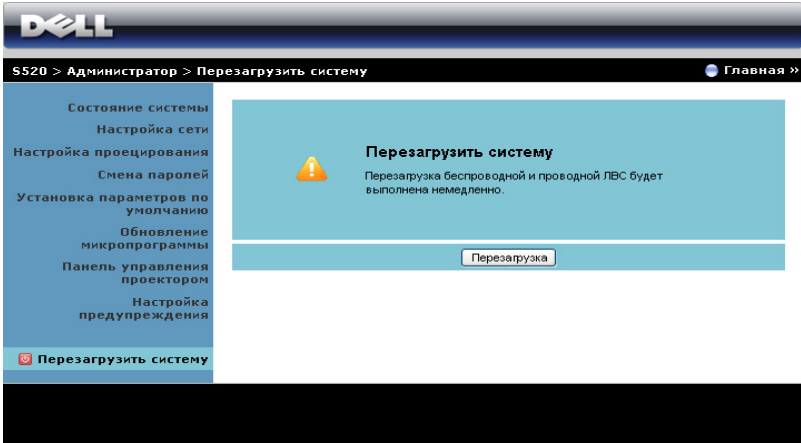 DELL
S520 > Администратор > Перезагрузить систему
Главная »
Состояние системы
Настройка сети
Настройка проецирования
Смена паролей
Установка параметров по
умолчанию
Обновление
микропрограммы
Панель управления
проектором
Настройка
предупреждения
Перезагрузить систему
Перезагрузить систему
Перезагрузка беспроводной и проводной ЛВС будет
выполнена немедленно.
Перезагрузка